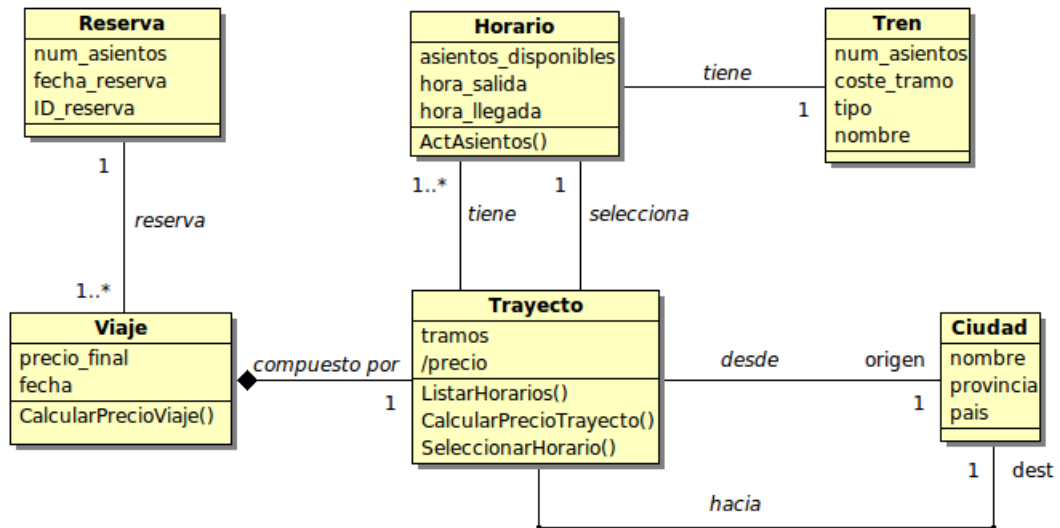 Reserva
num_asientos
fecha_reserva
ID_reserva
Horario
asientos_disponibles
hora_salida
hora_llegada
ActAsientos()
Tren
num_asientos
coste_tramo
tipo
nombre
tiene
1
1
reserva
1..*
1..*
tiene
1
selecciona
Viaje
precio_final
fecha
CalcularPrecioViaje()
compuesto por
1
Trayecto
tramos
/precio
ListarHorarios()
CalcularPrecioTrayecto()
SeleccionarHorario()
desde
origen
1
Ciudad
nombre
provincia
pais
1
dest
hacia